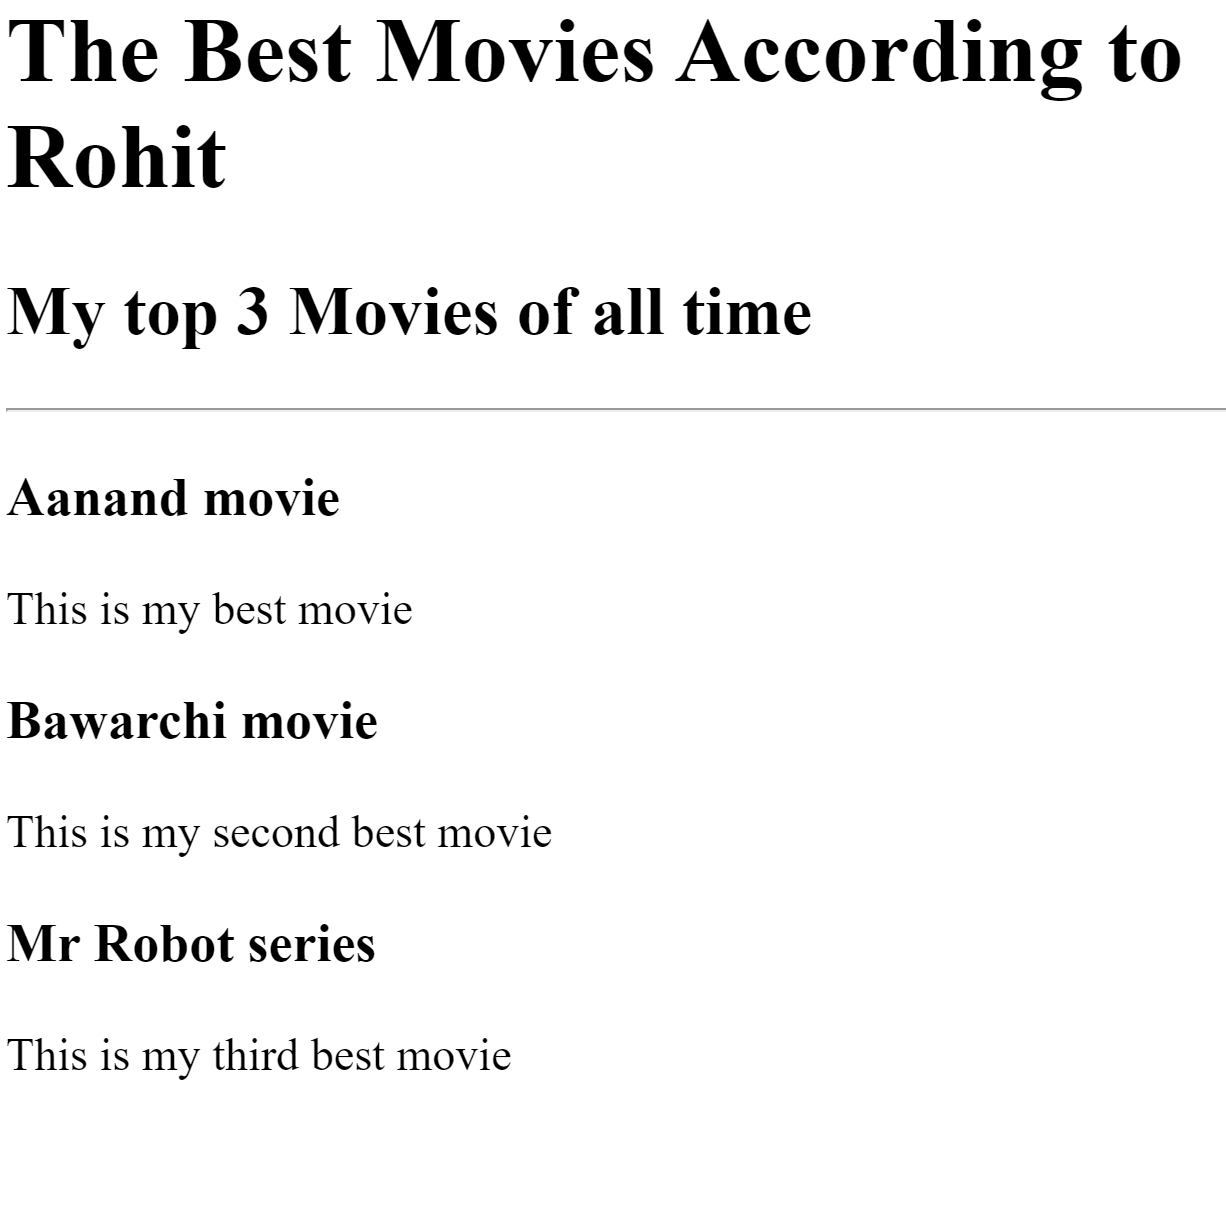 The Best Movies According to
Rohit
My top 3 Movies of all time
Aanand movie
This is my best movie
Bawarchi movie
This is my second best movie
Mr Robot series
This is my third best movie